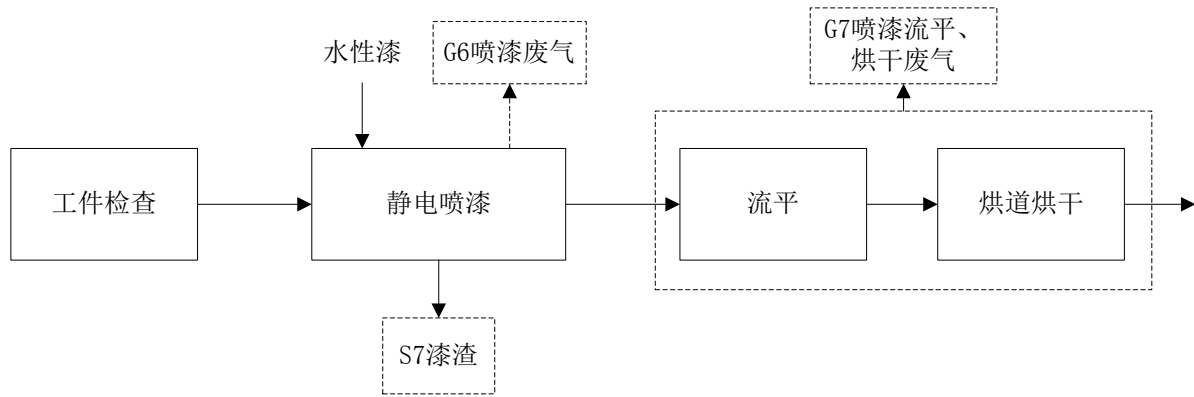 水性漆
G6喷漆废气
G7喷漆流平、
烘干废气
工件检查
静电喷漆
流平
烘道烘干
S7漆渣